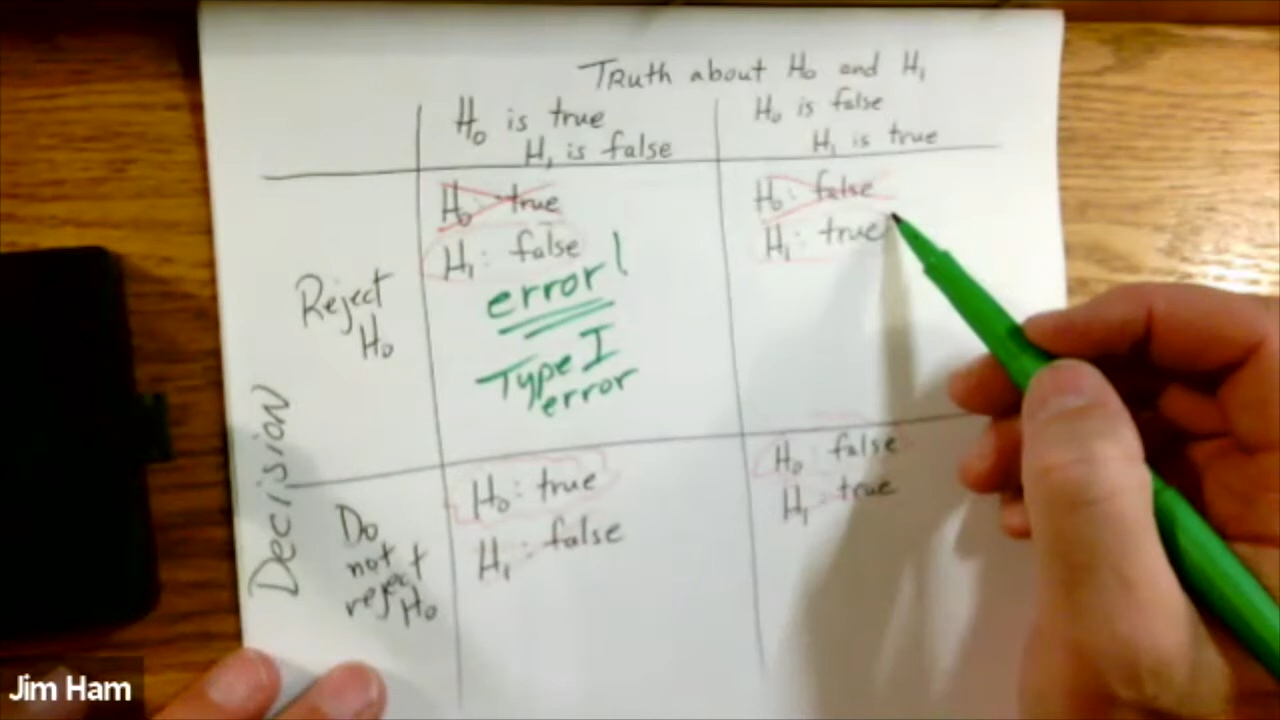 Truth about H₀ and H₁
H₀ is true
H₁ is false
H₀ is false
H₁ is true
Decision
Reject
H₀
H₀: true
H₁: false
error!
Type I
error
H₀: false
H₁: true
Do
not
reject
H₀
H₀: true
H₁: false
H₀: false
H₁: true
Jim Ham